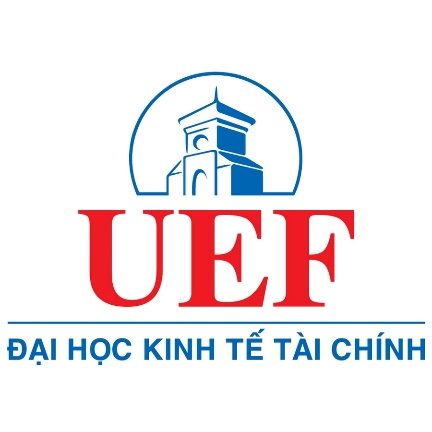 UEF
ĐẠI HỌC KINH TẾ TÀI CHÍNH